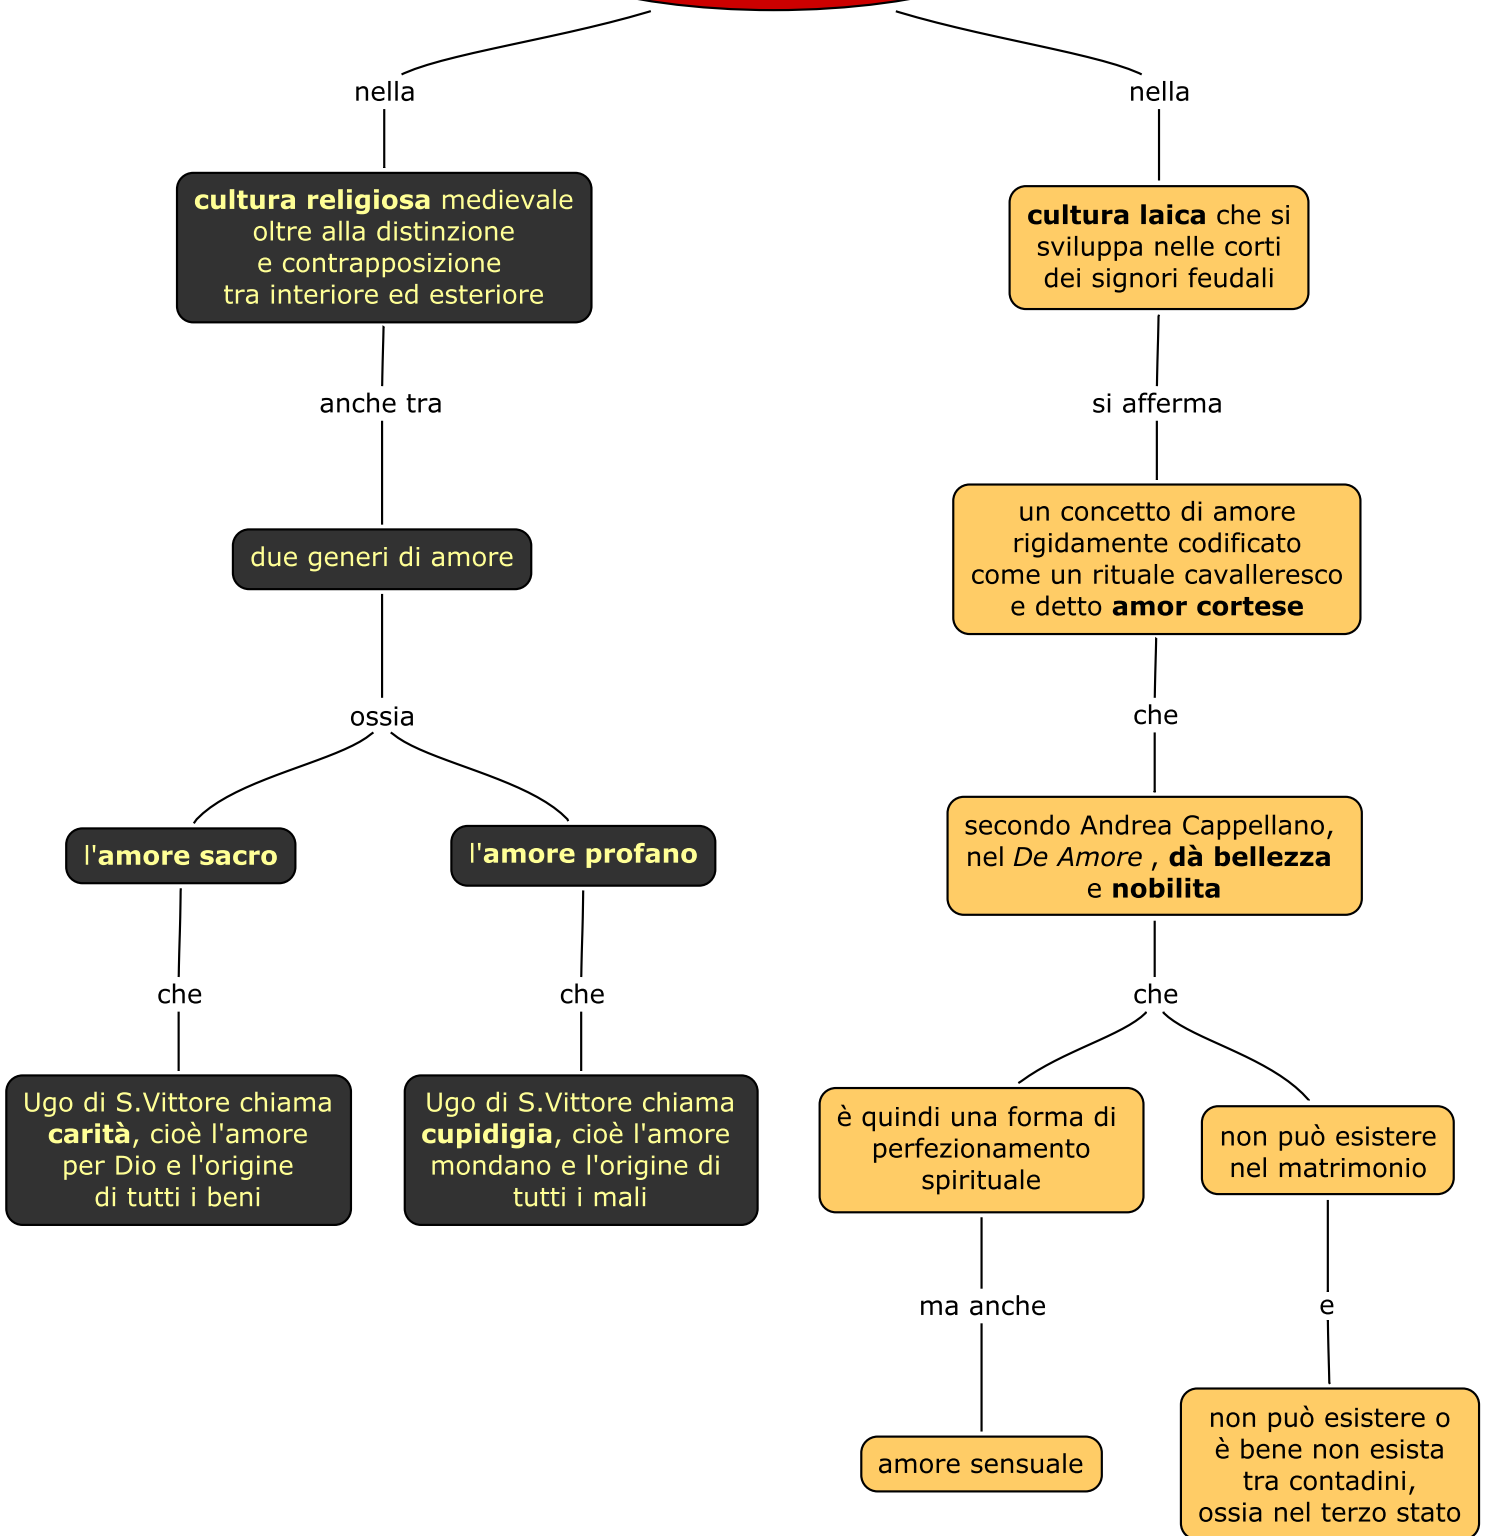 nella
cultura religiosa medievale
oltre alla distinzione
e contrapposizione
tra interiore ed esteriore
anche tra
due generi di amore
ossia
l'amore sacro
che
Ugo di S.Vittore chiama
carità, cioè l'amore
per Dio e l'origine
di tutti i beni
l'amore profano
che
Ugo di S.Vittore chiama
cupidigia, cioè l'amore
mondano e l'origine di
tutti i mali
nella
cultura laica che si
sviluppa nelle corti
dei signori feudali
si afferma
un concetto di amore
rigidamente codificato
come un rituale cavalleresco
e detto amor cortese
che
secondo Andrea Cappellano,
nel De Amore , dà bellezza
e nobilita
che
è quindi una forma di
perfezionamento
spirituale
ma anche
amore sensuale
non può esistere
nel matrimonio
e
non può esistere o
è bene non esista
tra contadini,
ossia nel terzo stato